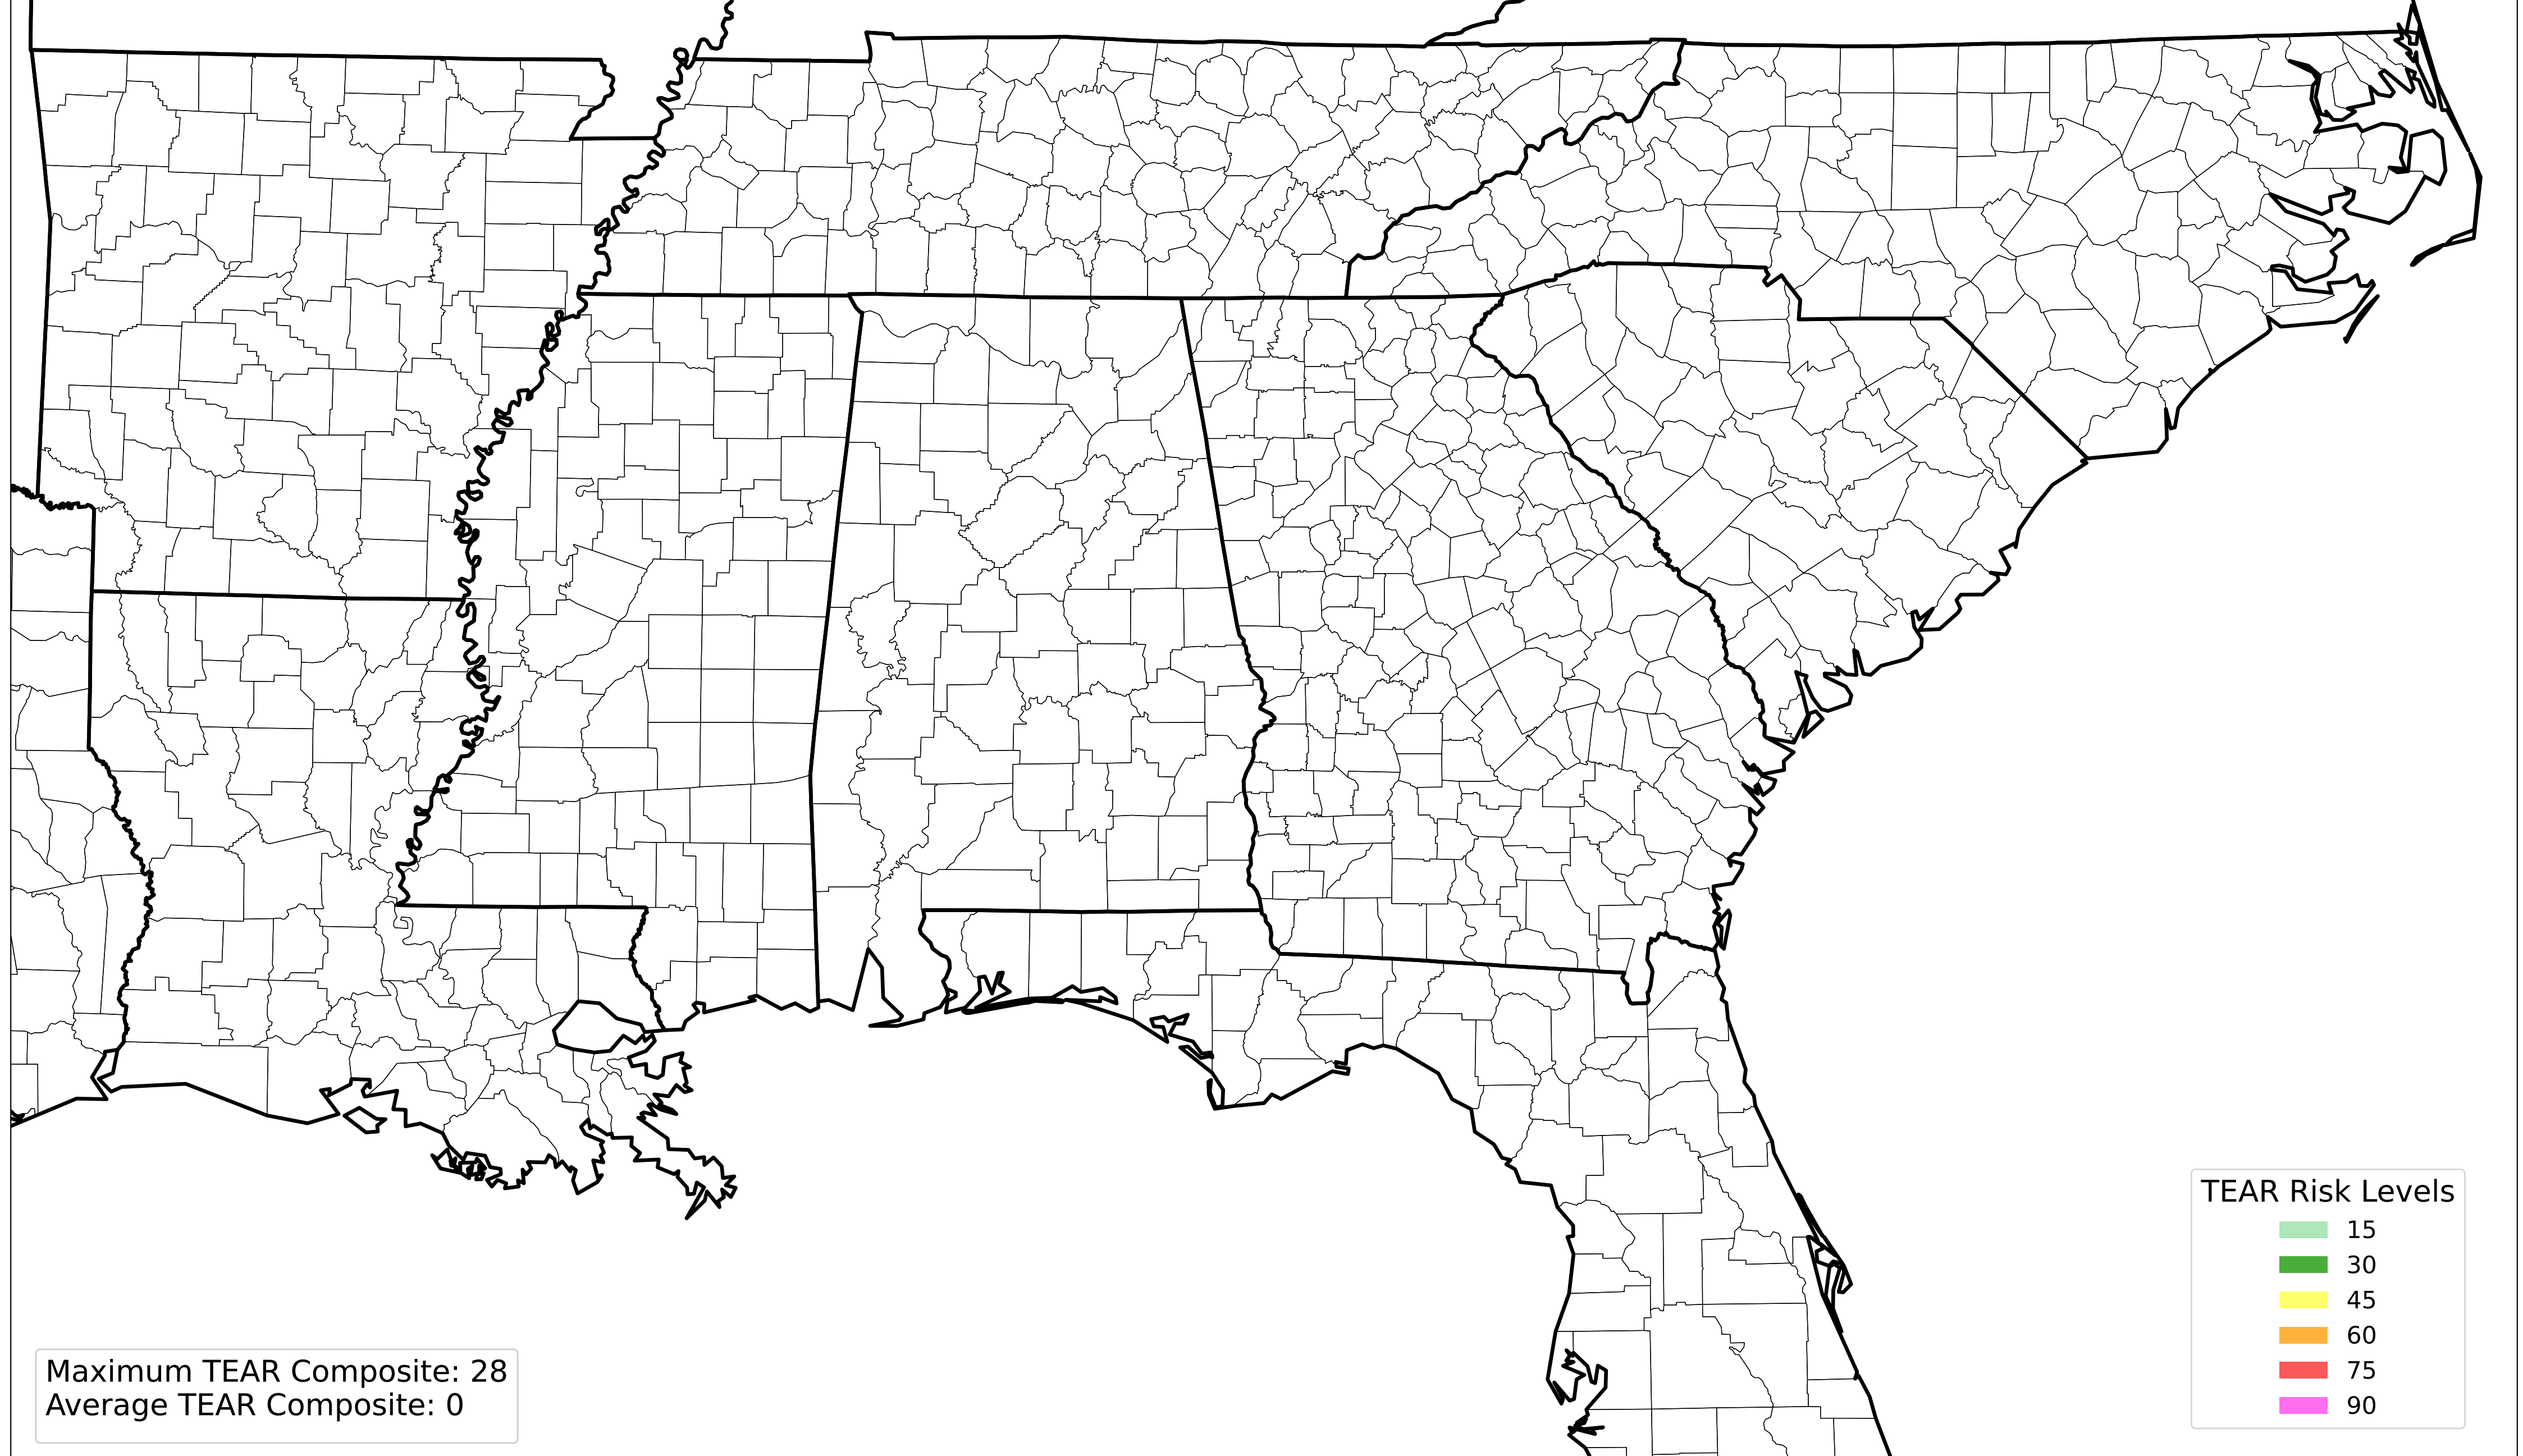 TEAR Risk Levels
15
30
45
60
75
90
Maximum TEAR Composite: 28
Average TEAR Composite: 0